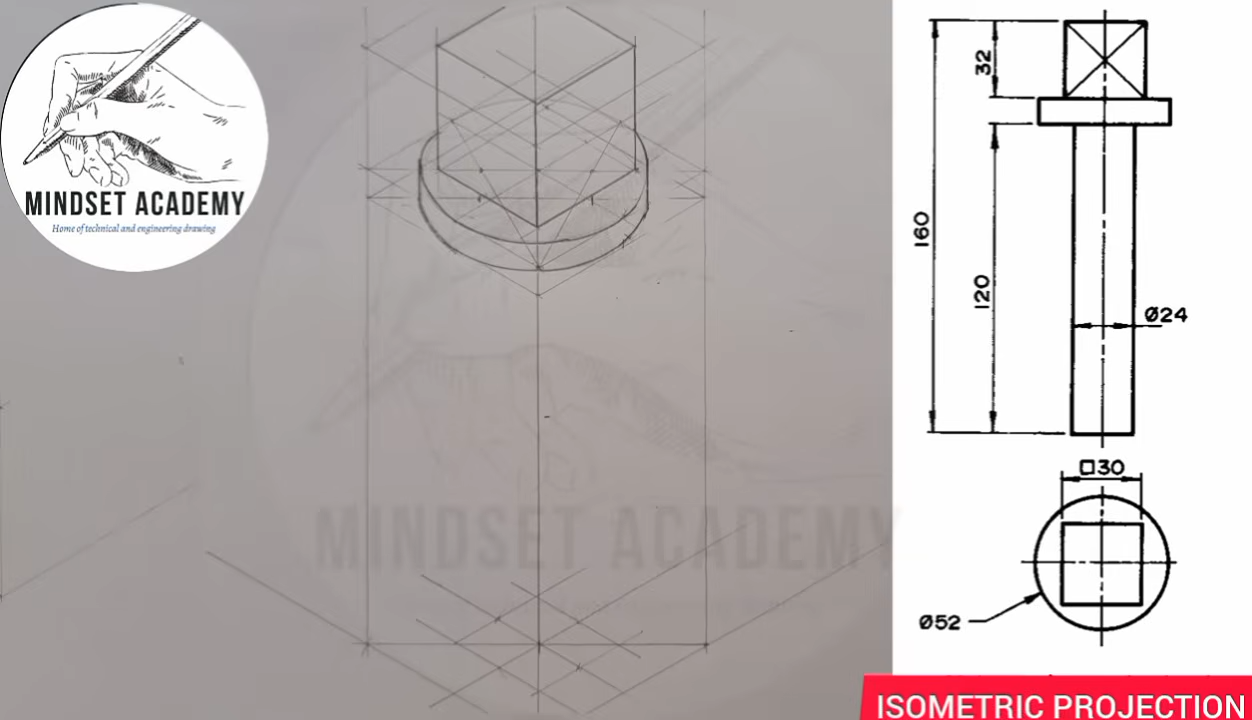 MINDSET ACADEMY
Home of technical and engineering drawing
MINDSET ACADEMY
32
160
120
Ø24
□30
Ø52
ISOMETRIC PROJECTION